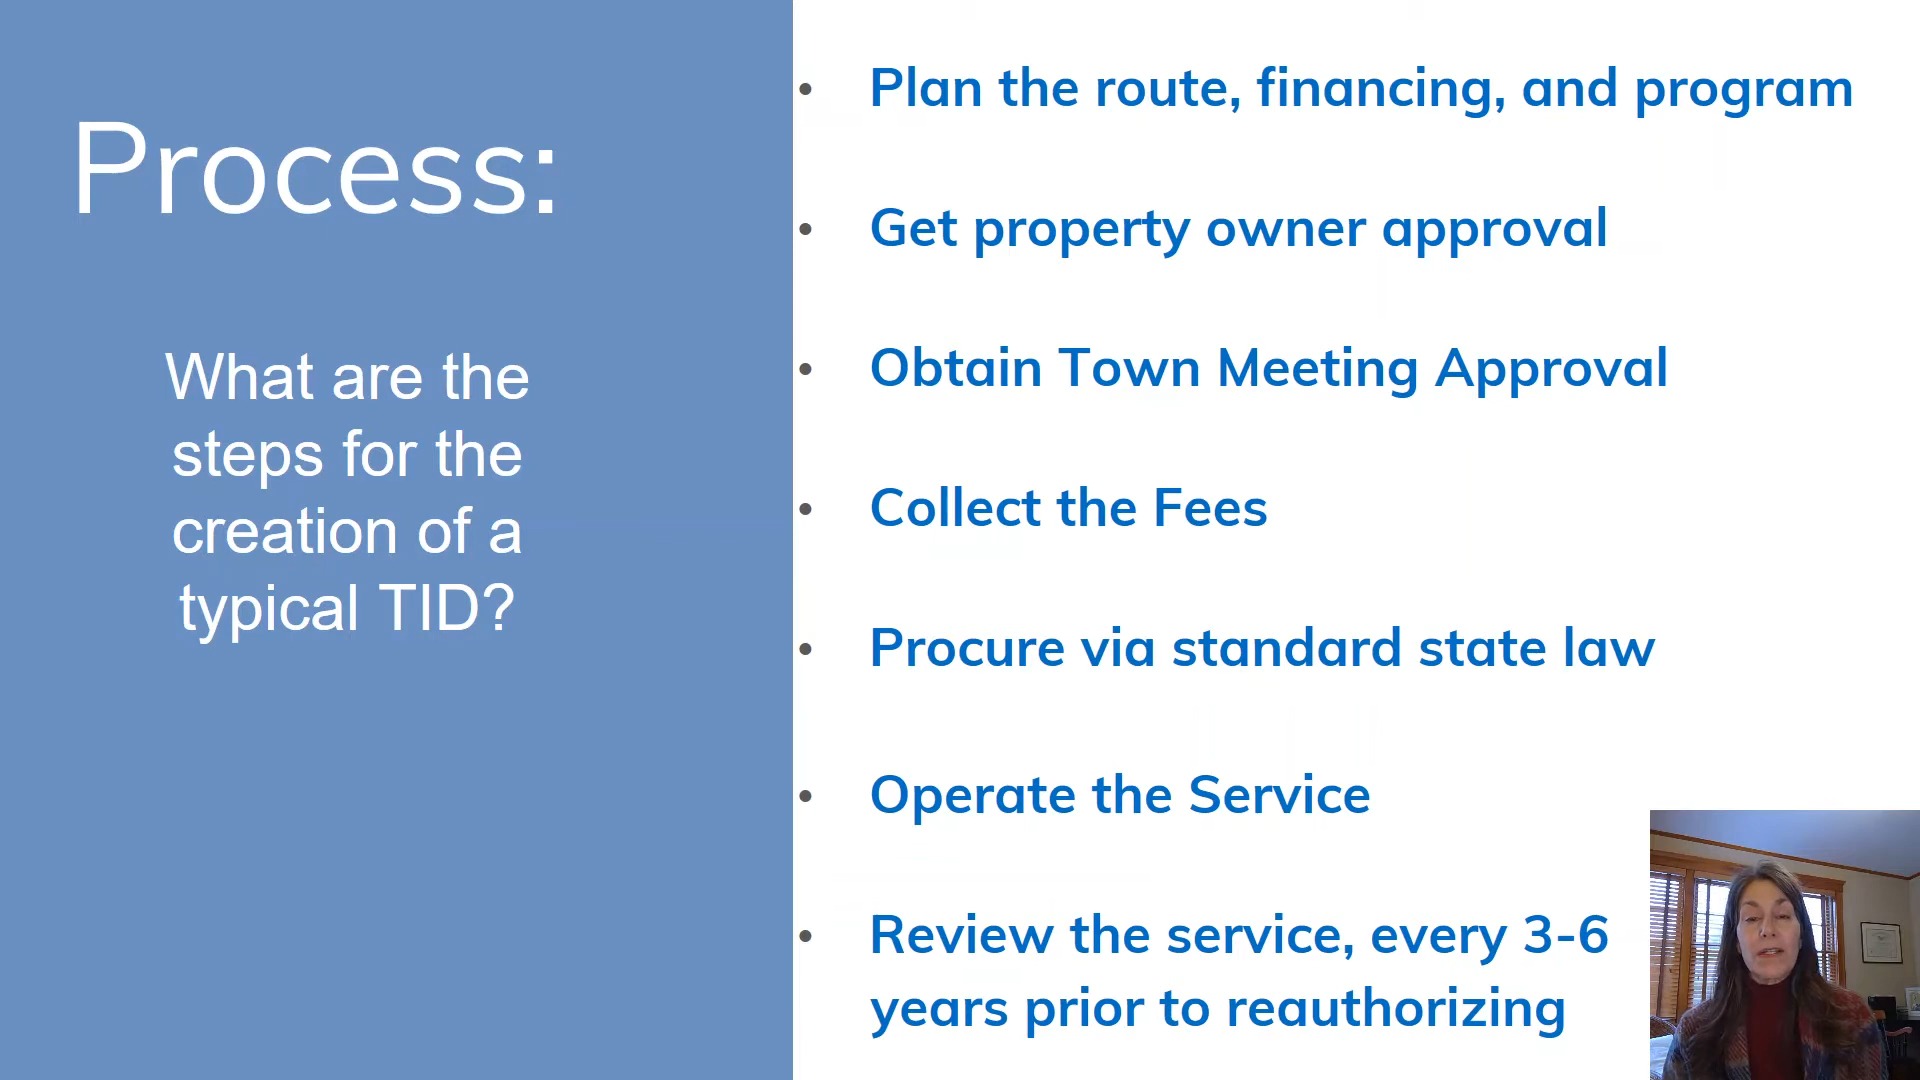 Process:
What are the
steps for the
creation of a
typical TID?
• Plan the route, financing, and program
• Get property owner approval
• Obtain Town Meeting Approval
• Collect the Fees
• Procure via standard state law
• Operate the Service
• Review the service, every 3-6
years prior to reauthorizing